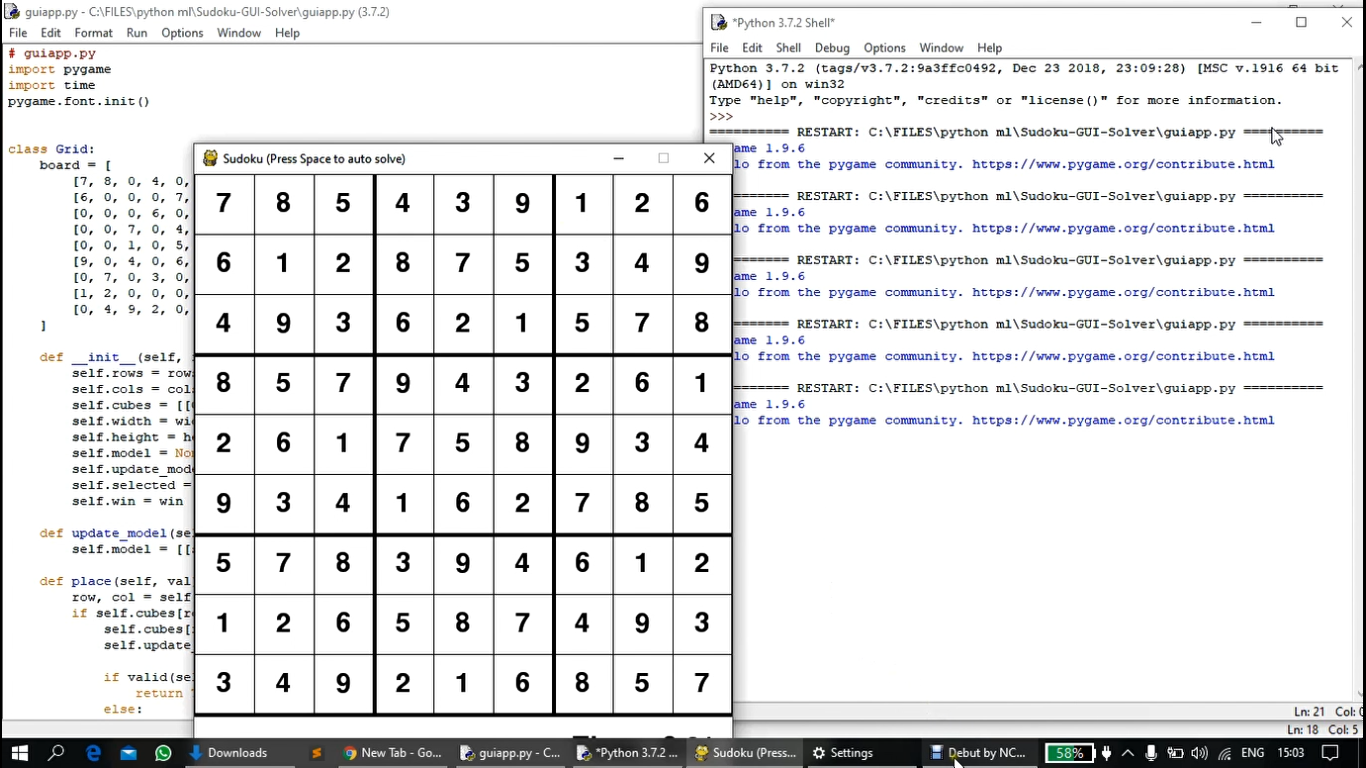 guiapp.py - C:\FILES\python ml\Sudoku-GUI-Solver\guiapp.py (3.7.2)
File Edit Format Run Options Window Help
# guiapp.py
import pygame
import time
pygame.font.init()
class Grid:
board = [
[7, 8, 0, 4, 0,
[6, 0, 0, 0, 7,
[0, 0, 0, 6, 0,
[0, 0, 7, 0, 4,
[0, 0, 1, 0, 5,
[9, 0, 4, 0, 6,
[0, 7, 0, 3, 0,
[1, 2, 0, 0, 0,
[0, 4, 9, 2, 0,
]
def __init__(self,
self.rows = row
self.cols = col
self.cubes = [[
self.width = wi
self.height = h
self.model = No
self.update_mod
self.selected =
self.win = win
def update_model(se
self.model = [[
def place(self, val
row, col = self
if self.cubes[r
self.cubes[
self.update_
if valid(se
return
else:
*Python 3.7.2 Shell*
File Edit Shell Debug Options Window Help
Python 3.7.2 (tags/v3.7.2:9a3ffc0492, Dec 23 2018, 23:09:28) [MSC v.1916 64 bit
(AMD64)] on win32
Type "help", "copyright", "credits" or "license()" for more information.
>>>
========== RESTART: C:\FILES\python ml\Sudoku-GUI-Solver\guiapp.py ==========
ame 1.9.6
lo from the pygame community. https://www.pygame.org/contribute.html
======= RESTART: C:\FILES\python ml\Sudoku-GUI-Solver\guiapp.py ==========
ame 1.9.6
lo from the pygame community. https://www.pygame.org/contribute.html
======= RESTART: C:\FILES\python ml\Sudoku-GUI-Solver\guiapp.py ==========
ame 1.9.6
lo from the pygame community. https://www.pygame.org/contribute.html
======= RESTART: C:\FILES\python ml\Sudoku-GUI-Solver\guiapp.py ==========
ame 1.9.6
lo from the pygame community. https://www.pygame.org/contribute.html
======= RESTART: C:\FILES\python ml\Sudoku-GUI-Solver\guiapp.py ==========
ame 1.9.6
lo from the pygame community. https://www.pygame.org/contribute.html
Ln: 21 Col: 0
Ln: 18 Col: 5
Sudoku (Press Space to auto solve)
7 8 5 4 3 9 1 2 6
6 1 2 8 7 5 3 4 9
4 9 3 6 2 1 5 7 8
8 5 7 9 4 3 2 6 1
2 6 1 7 5 8 9 3 4
9 3 4 1 6 2 7 8 5
5 7 8 3 9 4 6 1 2
1 2 6 5 8 7 4 9 3
3 4 9 2 1 6 8 5 7
Downloads New Tab - Go... guiapp.py - C... *Python 3.7.2 ... Sudoku (Press... Settings Debut by NC... 58% ENG 15:03